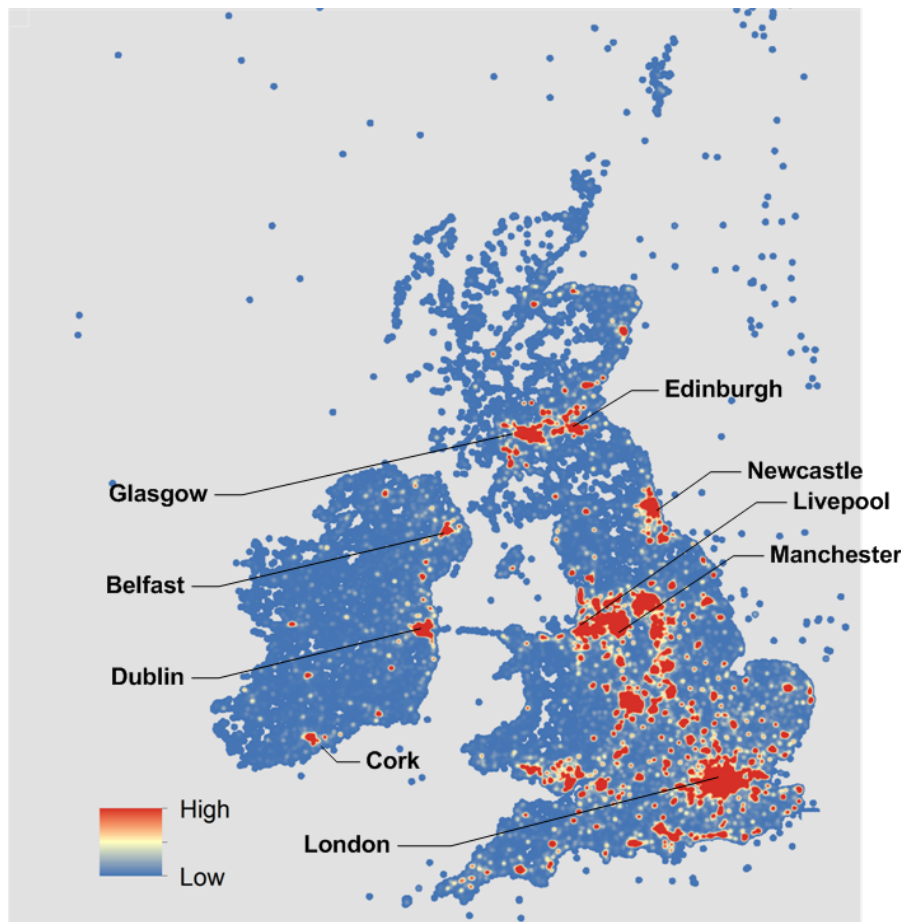 Edinburgh
Newcastle
Glasgow
Livepool
Manchester
Belfast
Dublin
Cork
High
London
Low